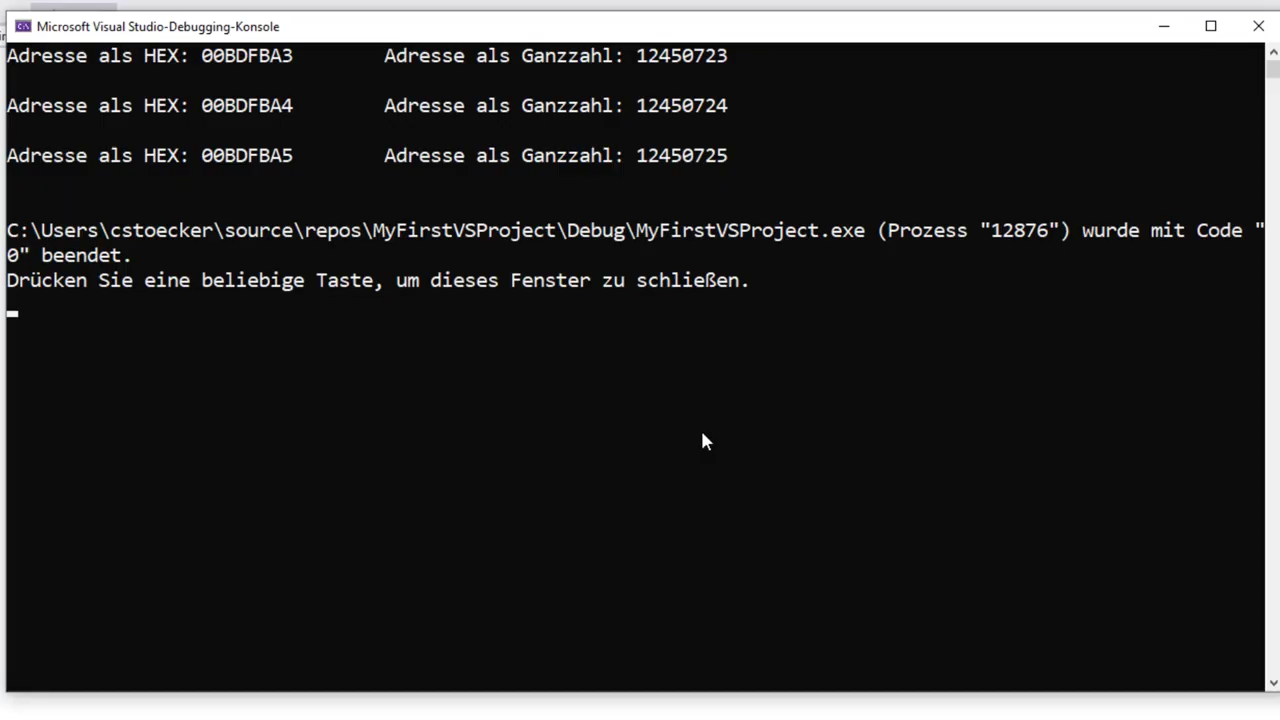 Microsoft Visual Studio-Debugging-Konsole
Adresse als HEX: 00BDFBA3 Adresse als Ganzzahl: 12450723
Adresse als HEX: 00BDFBA4 Adresse als Ganzzahl: 12450724
Adresse als HEX: 00BDFBA5 Adresse als Ganzzahl: 12450725
C:\Users\cstoecker\source\repos\MyFirstVSProject\Debug\MyFirstVSProject.exe (Prozess "12876") wurde mit Code "
0" beendet.
Drücken Sie eine beliebige Taste, um dieses Fenster zu schließen.